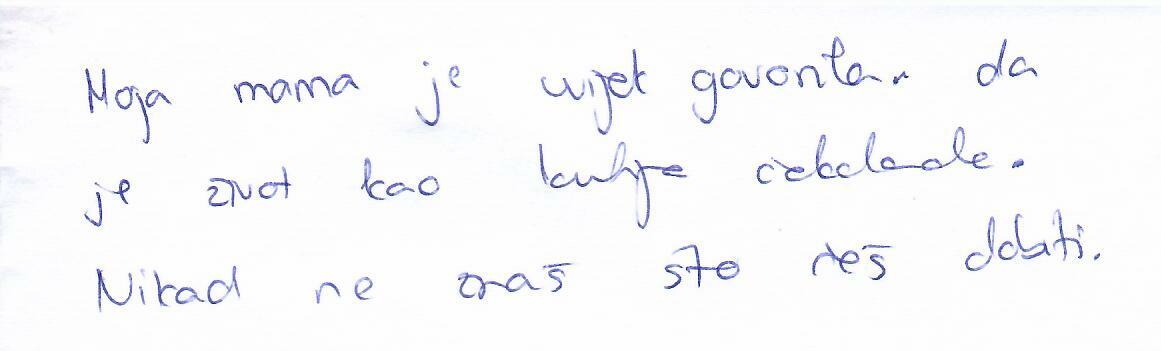 Moja mama je uvijek govorila. da
je život kao kutija čokolade.
Nikad ne znaš što ćeš dobiti.